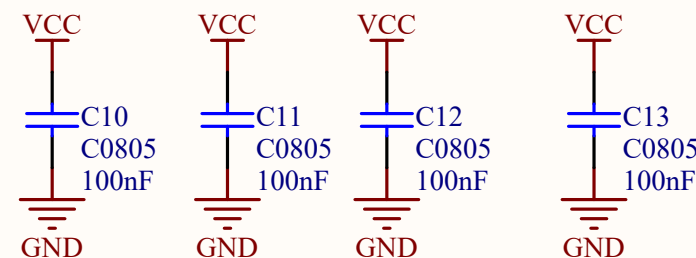 VCC VCC VCC VCC
C10 C11 C12 C13
C0805 C0805 C0805 C0805
100nF 100nF 100nF 100nF
GND GND GND GND